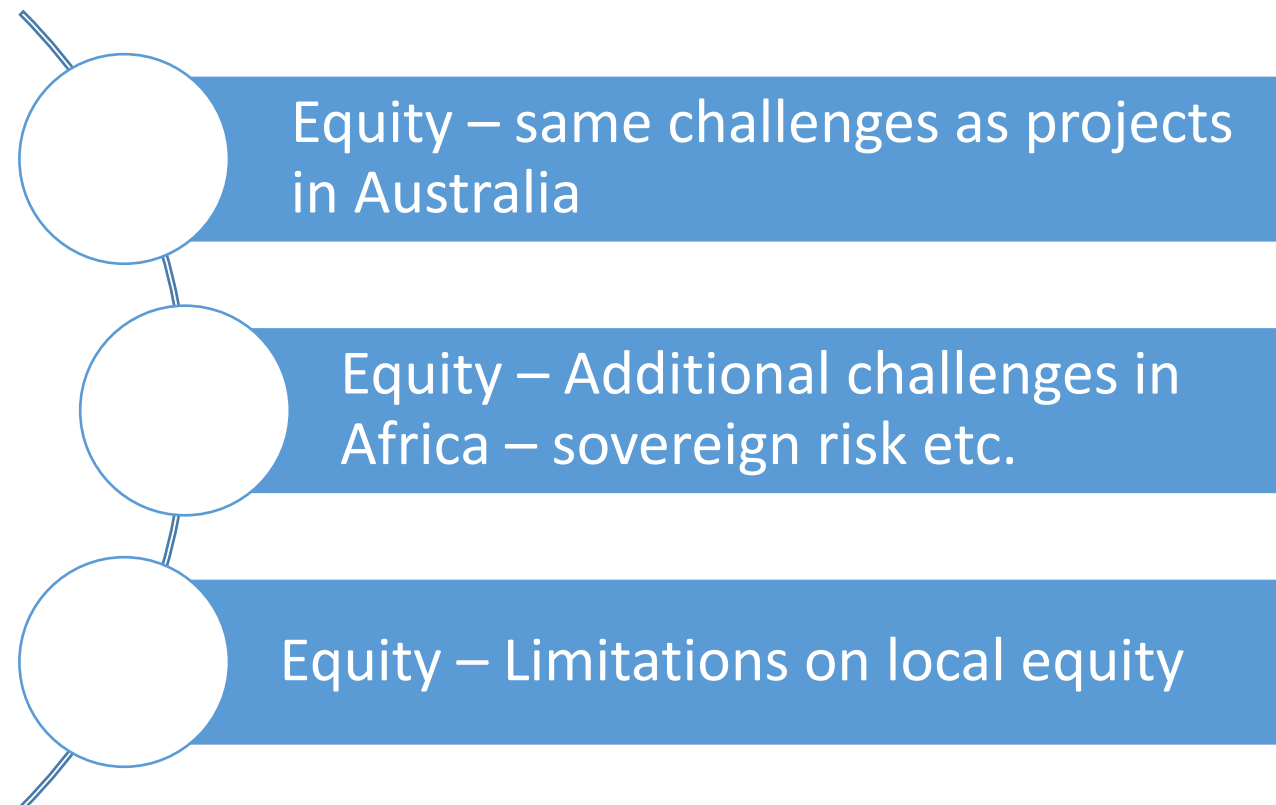 Equity – same challenges as projects
in Australia
Equity – Additional challenges in
Africa – sovereign risk etc.
Equity – Limitations on local equity